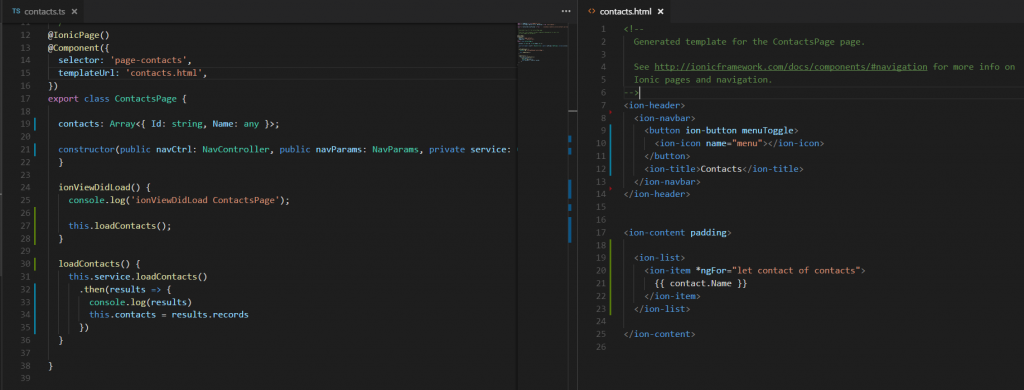 TS contacts.ts ×
12 @IonicPage()
13 @Component({
14 selector: 'page-contacts',
15 templateUrl: 'contacts.html',
16 })
17 export class ContactsPage {
18
19 contacts: Array<{ Id: string, Name: any }>;
20
21 constructor(public navCtrl: NavController, public navParams: NavParams, private service:
22 }
23
24 ionViewDidLoad() {
25 console.log('ionViewDidLoad ContactsPage');
26
27 this.loadContacts();
28 }
29
30 loadContacts() {
31 this.service.loadContacts()
32 .then(results => {
33 console.log(results)
34 this.contacts = results.records
35 })
36 }
37
38 }
39
<> contacts.html ×
1 <!--
2 Generated template for the ContactsPage page.
3
4 See http://ionicframework.com/docs/components/#navigation for more info on
5 Ionic pages and navigation.
6 -->
7 <ion-header>
8 <ion-navbar>
9 <button ion-button menuToggle>
10 <ion-icon name="menu"></ion-icon>
11 </button>
12 <ion-title>Contacts</ion-title>
13 </ion-navbar>
14 </ion-header>
15
16
17 <ion-content padding>
18
19 <ion-list>
20 <ion-item *ngFor="let contact of contacts">
21 {{ contact.Name }}
22 </ion-item>
23 </ion-list>
24
25 </ion-content>
26